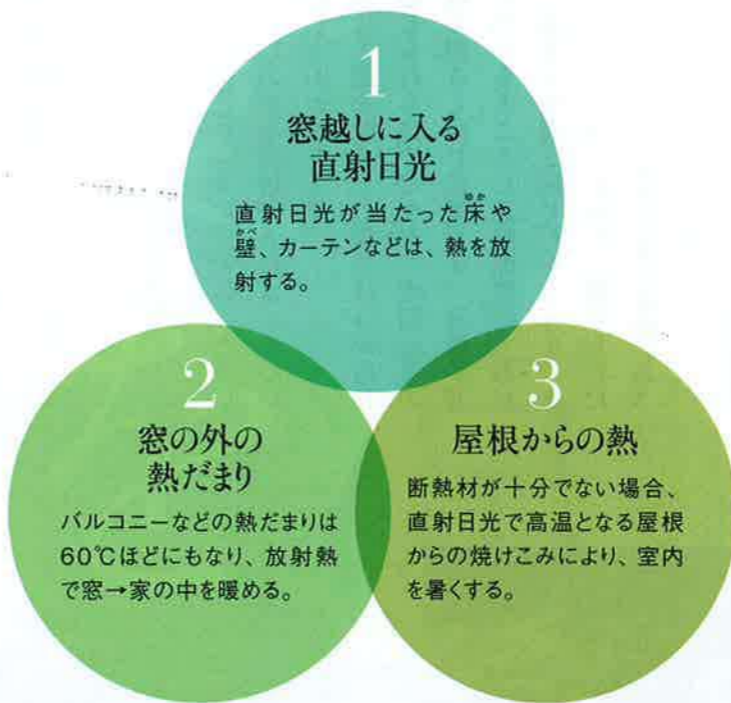 1
窓越しに入る
直射日光
直射日光が当たった床や
壁、カーテンなどは、熱を放
射する。
2
窓の外の
熱だまり
バルコニーなどの熱だまりは
60℃ほどにもなり、放射熱
で窓→家の中を暖める。
3
屋根からの熱
断熱材が十分でない場合、
直射日光で高温となる屋根
からの焼けこみにより、室内
を暑くする。